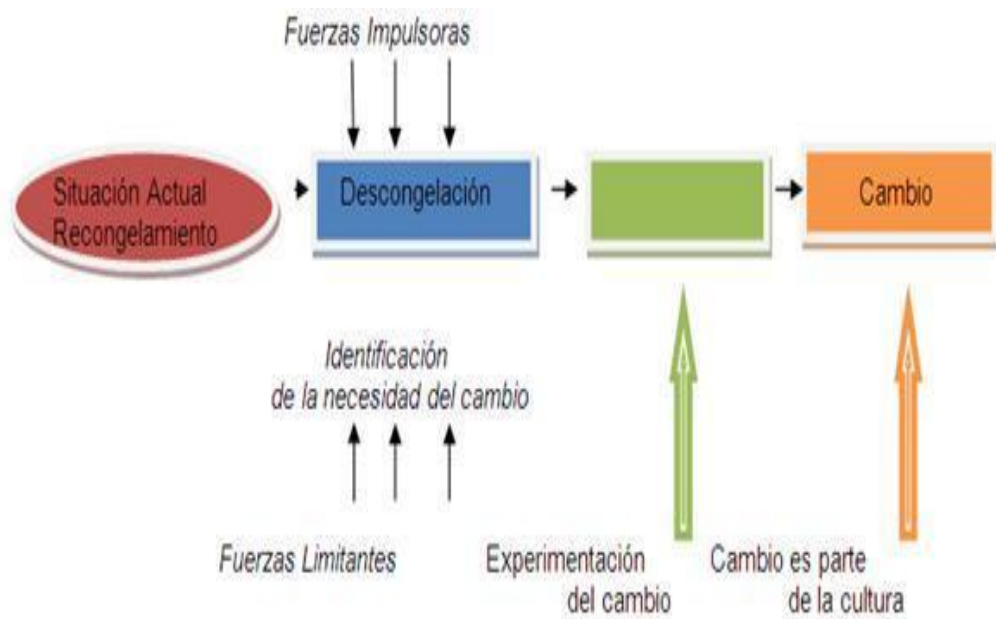 Fuerzas Impulsoras
Situación Actual
Recongelamiento
Descongelación
Cambio
Identificación
de la necesidad del cambio
Fuerzas Limitantes
Experimentación
del cambio
Cambio es parte
de la cultura